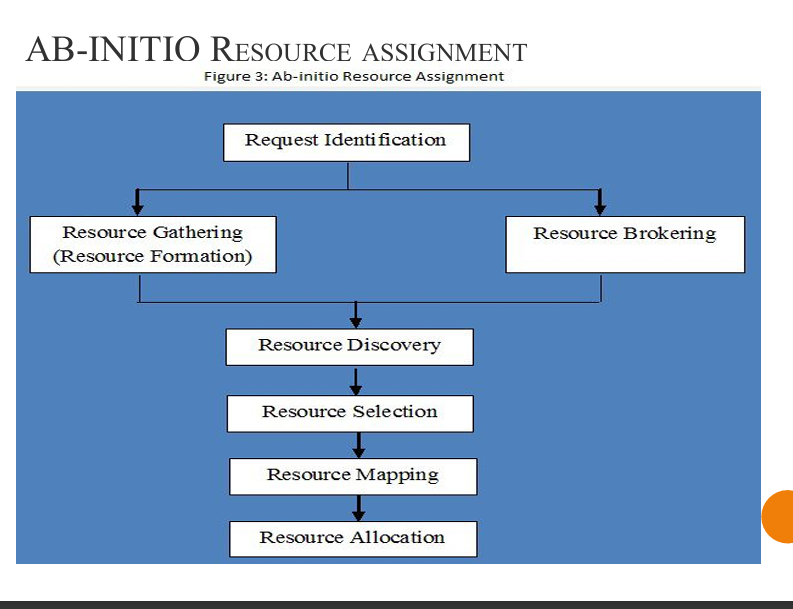 AB-INITIO RESOURCE ASSIGNMENT
Figure 3: Ab-initio Resource Assignment
Request Identification
Resource Gathering
(Resource Formation)
Resource Brokering
Resource Discovery
Resource Selection
Resource Mapping
Resource Allocation